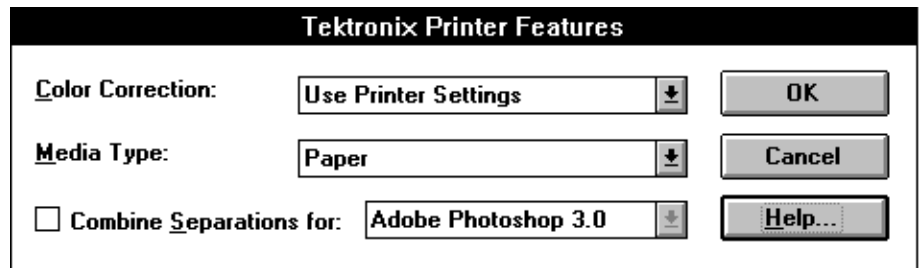 Tektronix Printer Features
Color Correction: Use Printer Settings OK
Media Type: Paper Cancel
Combine Separations for: Adobe Photoshop 3.0 Help...